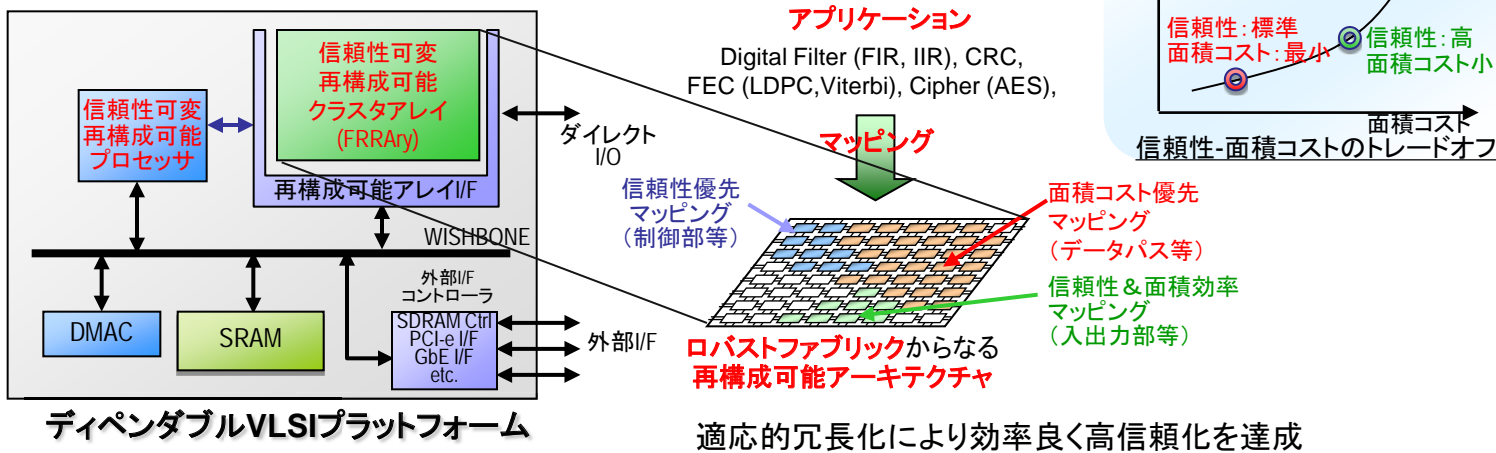 信頼性可変
再構成可能
プロセッサ
信頼性可変
再構成可能
クラスタアレイ
(FRRAry)
再構成可能アレイI/F
ダイレクト
I/O
WISHBONE
DMAC
SRAM
外部I/F
コントローラ
SDRAM Ctrl
PCI-e I/F
GbE I/F
etc.
外部I/F
ディペンダブルVLSIプラットフォーム
アプリケーション
Digital Filter (FIR, IIR), CRC,
FEC (LDPC,Viterbi), Cipher (AES),
マッピング
信頼性優先
マッピング
（制御部等）
面積コスト優先
マッピング
（データパス等）
信頼性＆面積効率
マッピング
（入出力部等）
ロバストファブリックからなる
再構成可能アーキテクチャ
適応的冗長化により効率良く高信頼化を達成
信頼性：標準
面積コスト：最小
信頼性：高
面積コスト小
面積コスト
信頼性-面積コストのトレードオフ